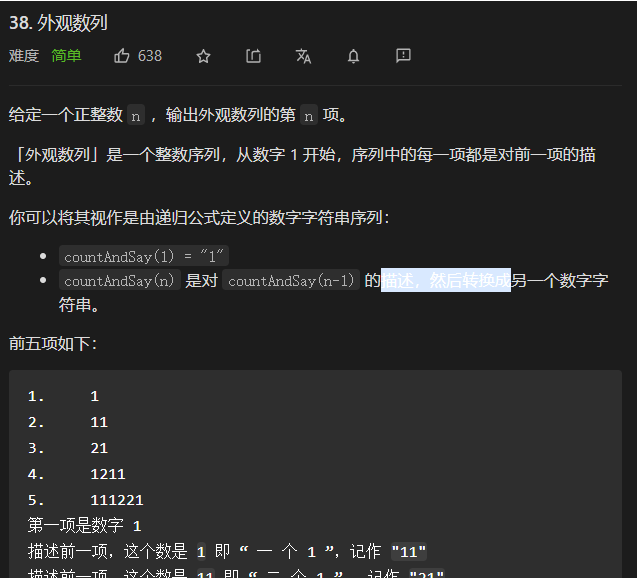 38. 外观数列
难度 简单 638
给定一个正整数 n ，输出外观数列的第 n 项。
「外观数列」是一个整数序列，从数字 1 开始，序列中的每一项都是对前一项的描
述。
你可以将其视作是由递归公式定义的数字字符串序列：
countAndSay(1) = "1"
countAndSay(n) 是对 countAndSay(n-1) 的描述，然后转换成另一个数字字
符串。
前五项如下：
1. 1
2. 11
3. 21
4. 1211
5. 111221
第一项是数字 1
描述前一项，这个数是 1 即 “ 一 个 1 ”，记作 "11"
描述前一项，这个数是 11 即 “ 二 个 1 ”，记作 "21"